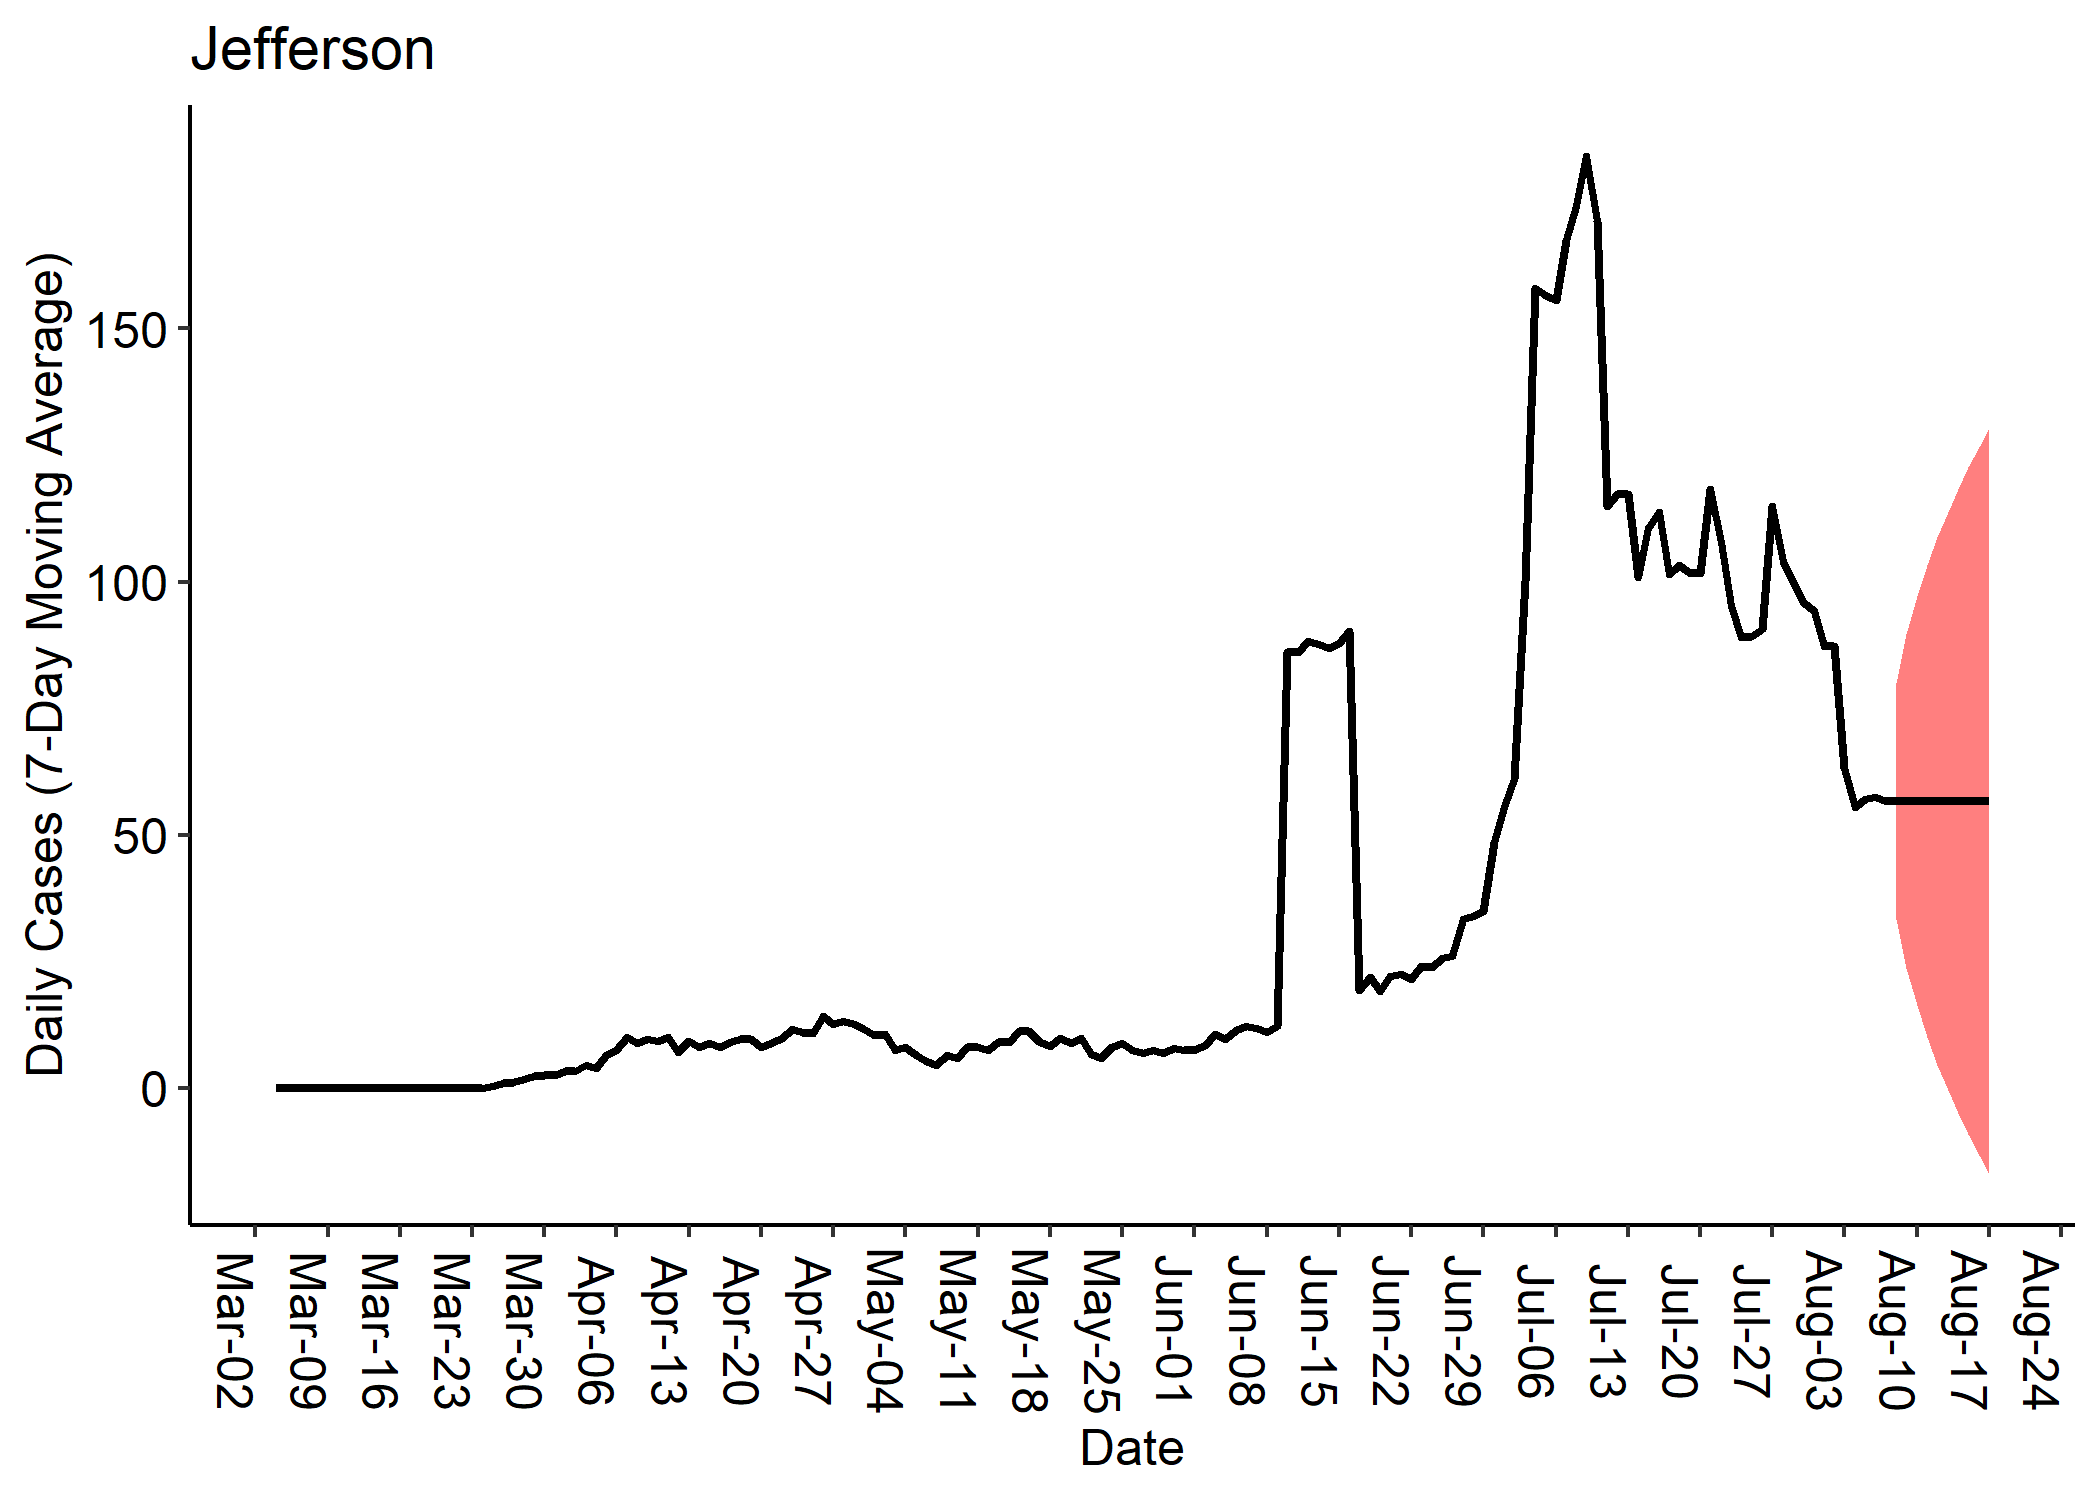 Jefferson
Daily Cases (7-Day Moving Average)
150
100
50
0
Mar-02
Mar-09
Mar-16
Mar-23
Mar-30
Apr-06
Apr-13
Apr-20
Apr-27
May-04
May-11
May-18
May-25
Jun-01
Jun-08
Jun-15
Jun-22
Jun-29
Jul-06
Jul-13
Jul-20
Jul-27
Aug-03
Aug-10
Aug-17
Aug-24
Date